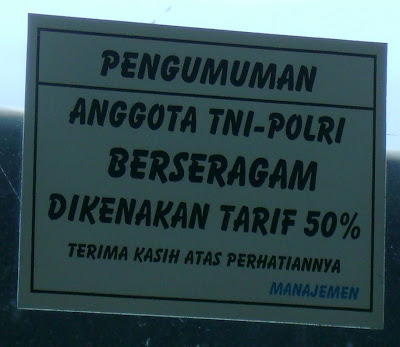 PENGUMUMAN
ANGGOTA TNI-POLRI
BERSERAGAM
DIKENAKAN TARIF 50%
TERIMA KASIH ATAS PERHATIANNYA
MANAJEMEN